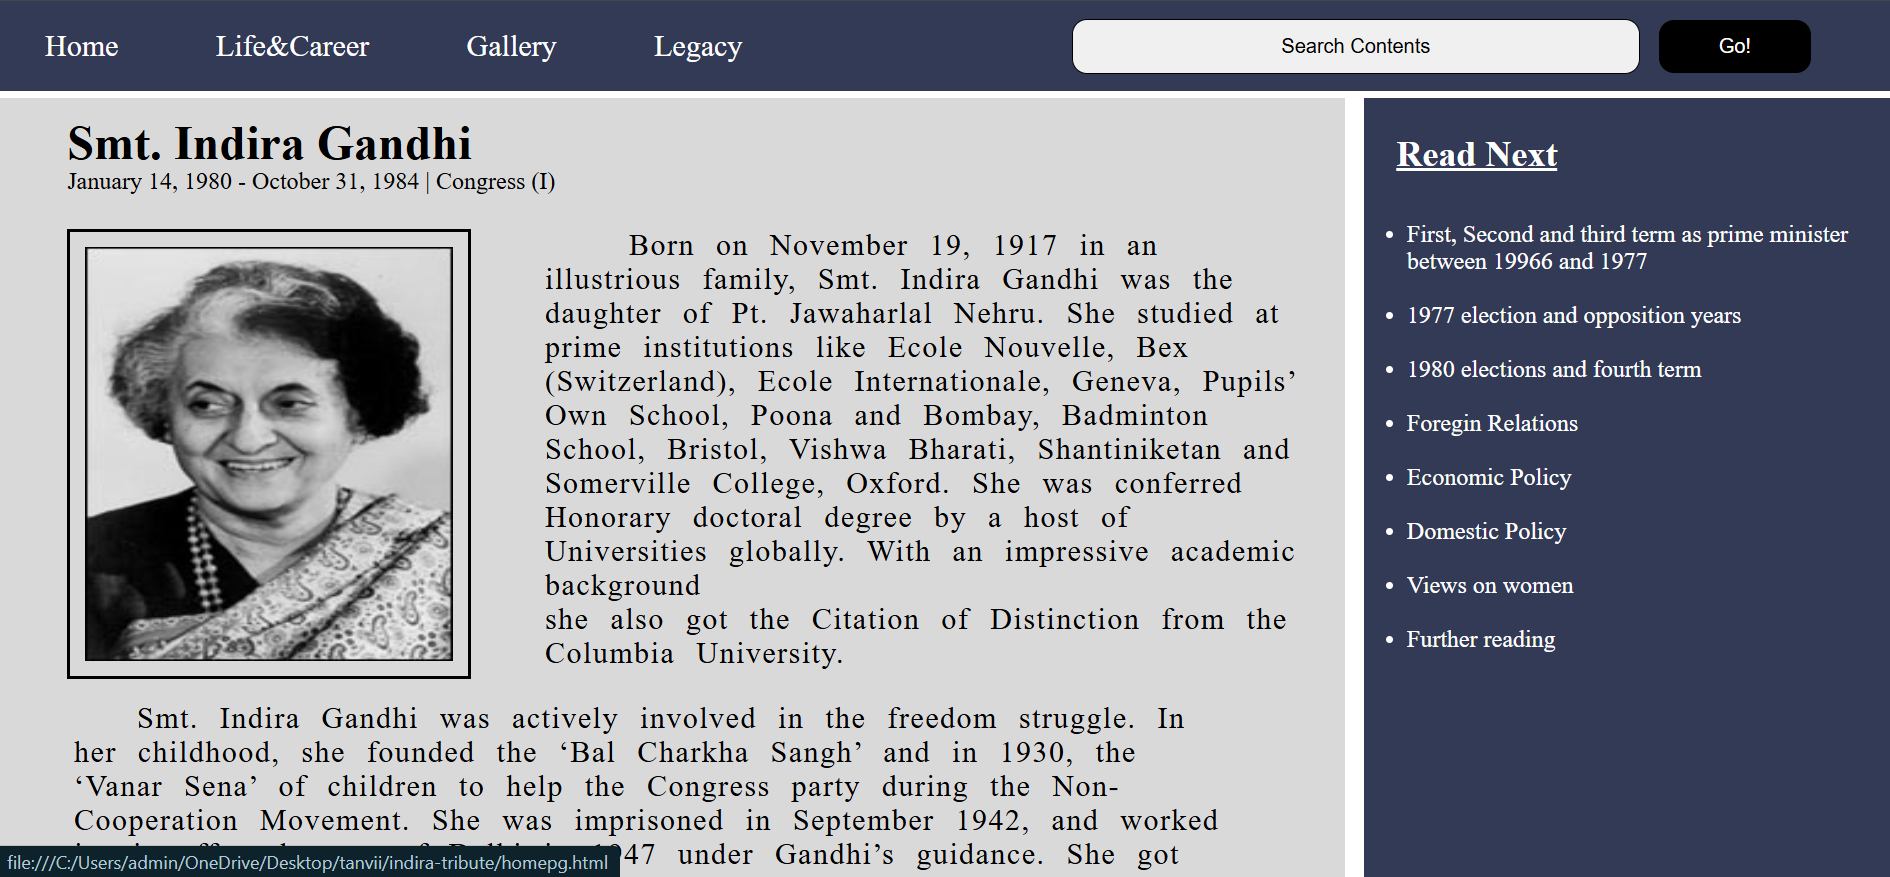 Home Life&Career Gallery Legacy Search Contents Go!
Smt. Indira Gandhi
January 14, 1980 - October 31, 1984 | Congress (I)
Born on November 19, 1917 in an
illustrious family, Smt. Indira Gandhi was the
daughter of Pt. Jawaharlal Nehru. She studied at
prime institutions like Ecole Nouvelle, Bex
(Switzerland), Ecole Internationale, Geneva, Pupils’
Own School, Poona and Bombay, Badminton
School, Bristol, Vishwa Bharati, Shantiniketan and
Somerville College, Oxford. She was conferred
Honorary doctoral degree by a host of
Universities globally. With an impressive academic
background
she also got the Citation of Distinction from the
Columbia University.
Smt. Indira Gandhi was actively involved in the freedom struggle. In
her childhood, she founded the ‘Bal Charkha Sangh’ and in 1930, the
‘Vanar Sena’ of children to help the Congress party during the Non-
Cooperation Movement. She was imprisoned in September 1942, and worked
47 under Gandhi’s guidance. She got
file:///C:/Users/admin/OneDrive/Desktop/tanvii/indira-tribute/homepg.html
Read Next
• First, Second and third term as prime minister
between 19966 and 1977
• 1977 election and opposition years
• 1980 elections and fourth term
• Foregin Relations
• Economic Policy
• Domestic Policy
• Views on women
• Further reading